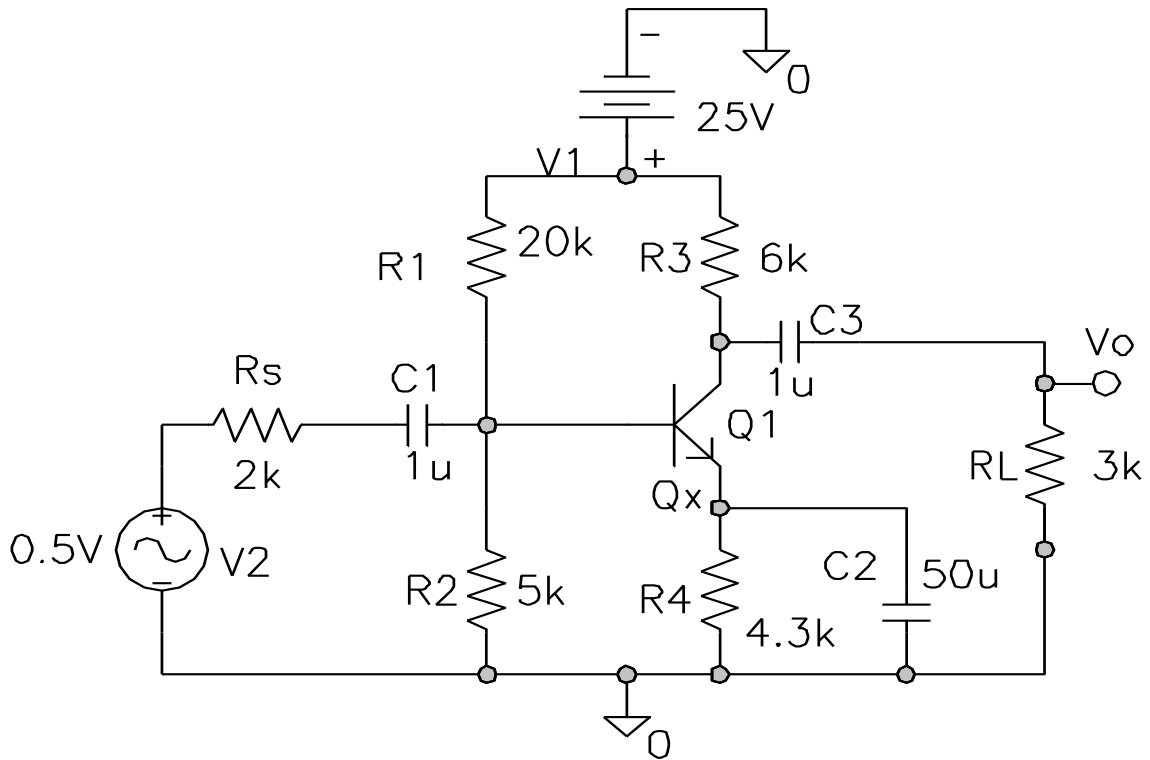 −
0
25V
V1 +
R1 20k R3 6k
C3
Vo
Rs C1 1u
Q1
2k 1u RL 3k
Qx
0.5V + − V2
R2 5k R4 4.3k C2 50u
0